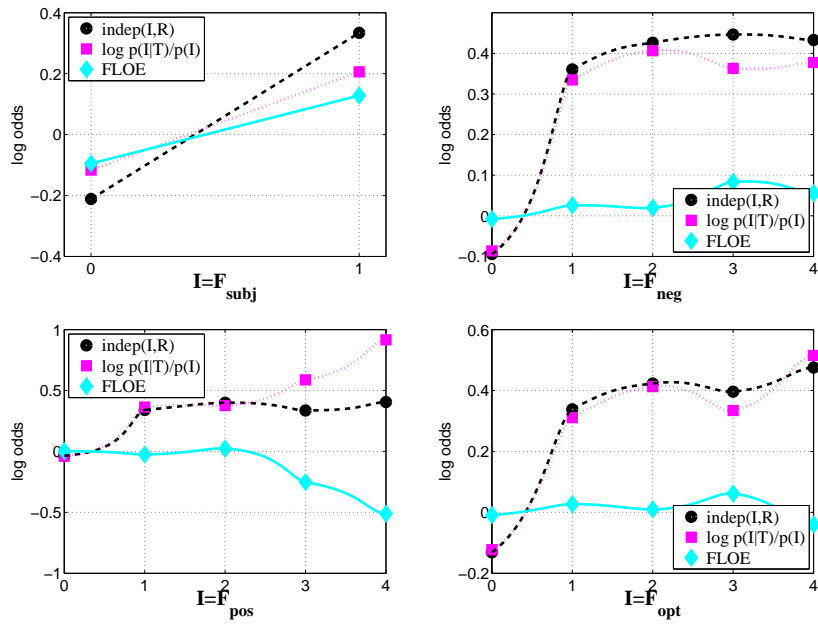 0.4
0.2
0
−0.2
−0.4
log odds
indep(I,R)
log p(I|T)/p(I)
FLOE
0 1
I=F_subj
0.5
0.4
0.3
0.2
0.1
0
−0.1
log odds
indep(I,R)
log p(I|T)/p(I)
FLOE
0 1 2 3 4
I=F_neg
1
0.5
0
−0.5
−1
log odds
indep(I,R)
log p(I|T)/p(I)
FLOE
0 1 2 3 4
I=F_pos
0.6
0.4
0.2
0
−0.2
log odds
indep(I,R)
log p(I|T)/p(I)
FLOE
0 1 2 3 4
I=F_opt